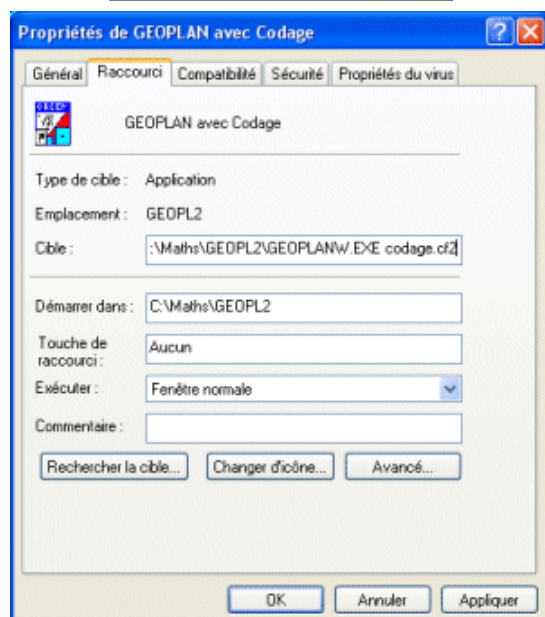 Propriétés de GEOPLAN avec Codage
Général Raccourci Compatibilité Sécurité Propriétés du virus
GEOPLAN avec Codage
Type de cible : Application
Emplacement : GEOPL2
Cible : :\Maths\GEOPL2\GEOPLANW.EXE codage.cf2
Démarrer dans : C:\Maths\GEOPL2
Touche de
raccourci : Aucun
Exécuter : Fenêtre normale
Commentaire :
Rechercher la cible... Changer d'icône... Avancé...
OK Annuler Appliquer